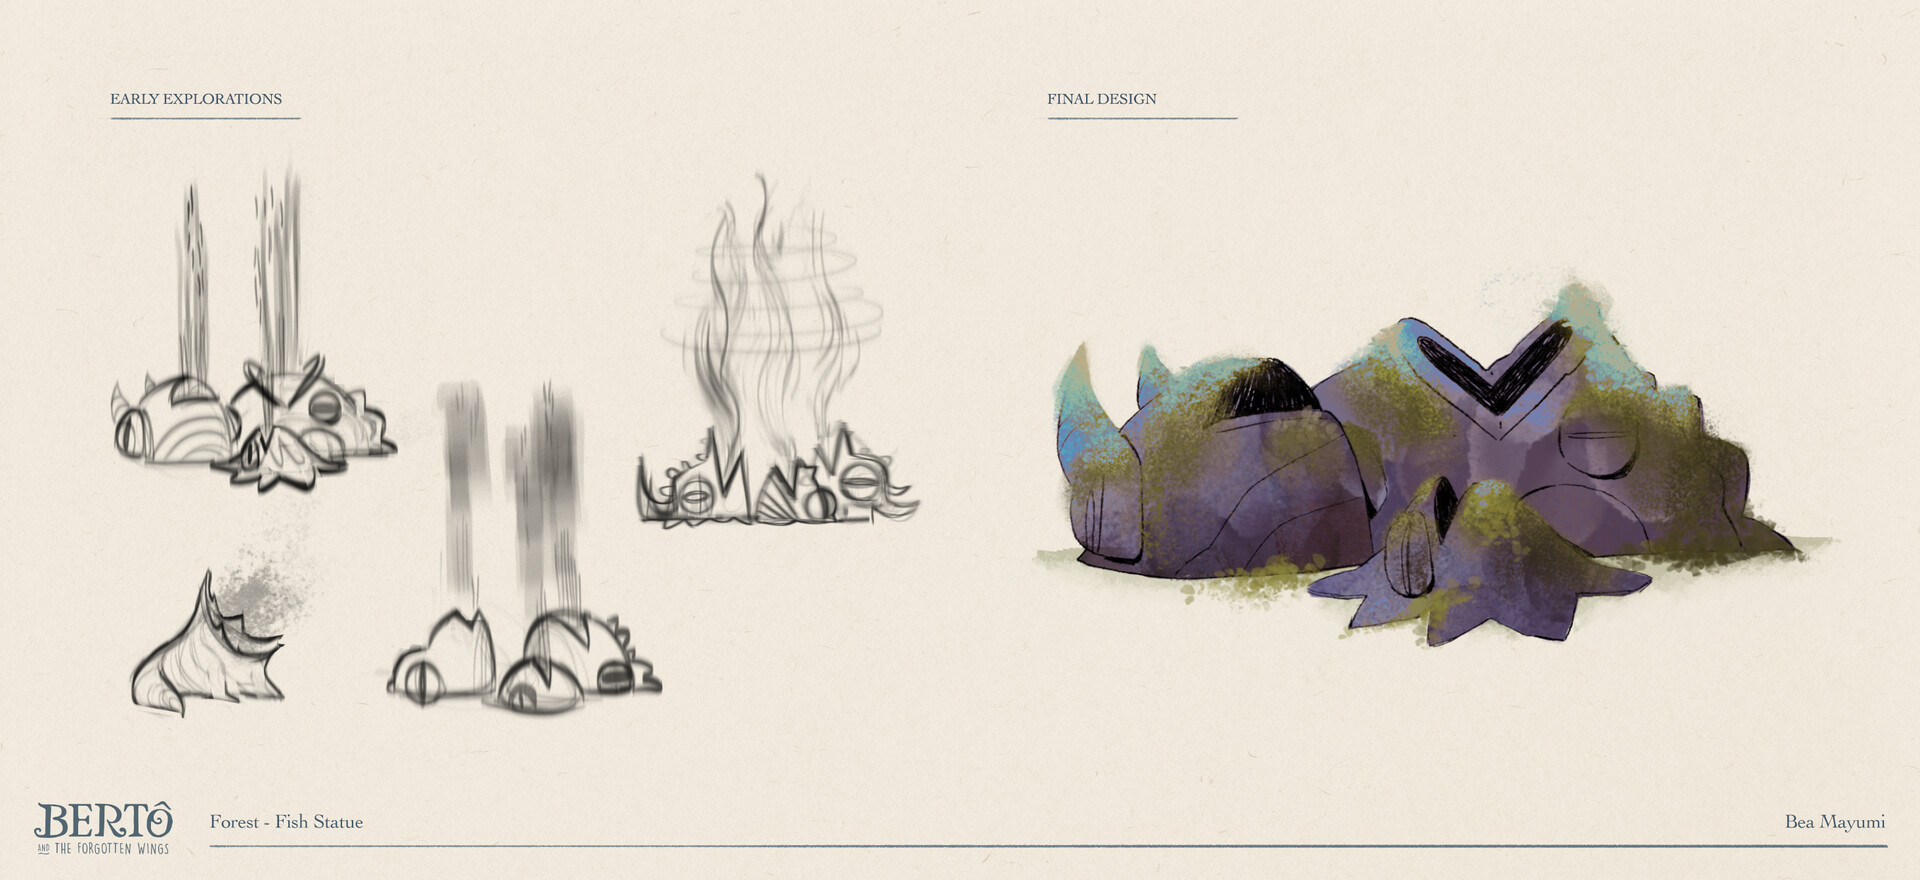 EARLY EXPLORATIONS
FINAL DESIGN
BERTÔ
AND THE FORGOTTEN WINGS
Forest - Fish Statue
Bea Mayumi